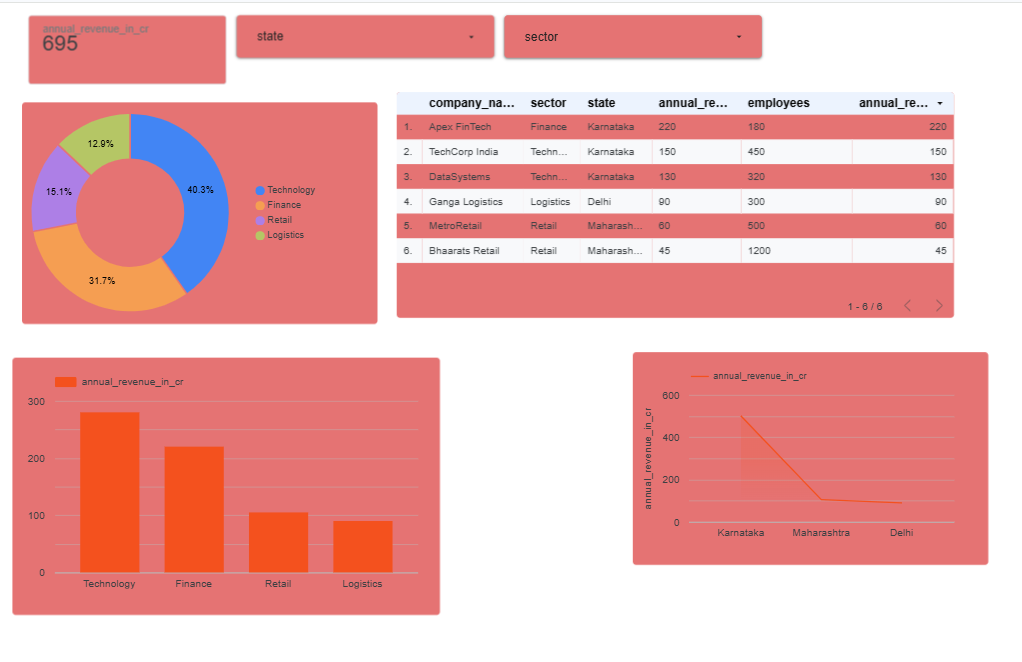 annual_revenue_in_cr
695
state
sector
company_na... sector state annual_re... employees annual_re...
1. Apex FinTech Finance Karnataka 220 180 220
2. TechCorp India Techn... Karnataka 150 450 150
3. DataSystems Techn... Karnataka 130 320 130
4. Ganga Logistics Logistics Delhi 90 300 90
5. MetroRetail Retail Maharash... 60 500 60
6. Bhaarats Retail Retail Maharash... 45 1200 45
1 - 6 / 6
12.9%
15.1%
40.3%
31.7%
Technology
Finance
Retail
Logistics
annual_revenue_in_cr
300
200
100
0
Technology Finance Retail Logistics
annual_revenue_in_cr
annual_revenue_in_cr
600
400
200
0
Karnataka Maharashtra Delhi